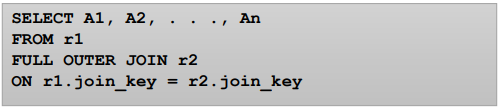 SELECT A1, A2, . . ., An
FROM r1
FULL OUTER JOIN r2
ON r1.join_key = r2.join_key